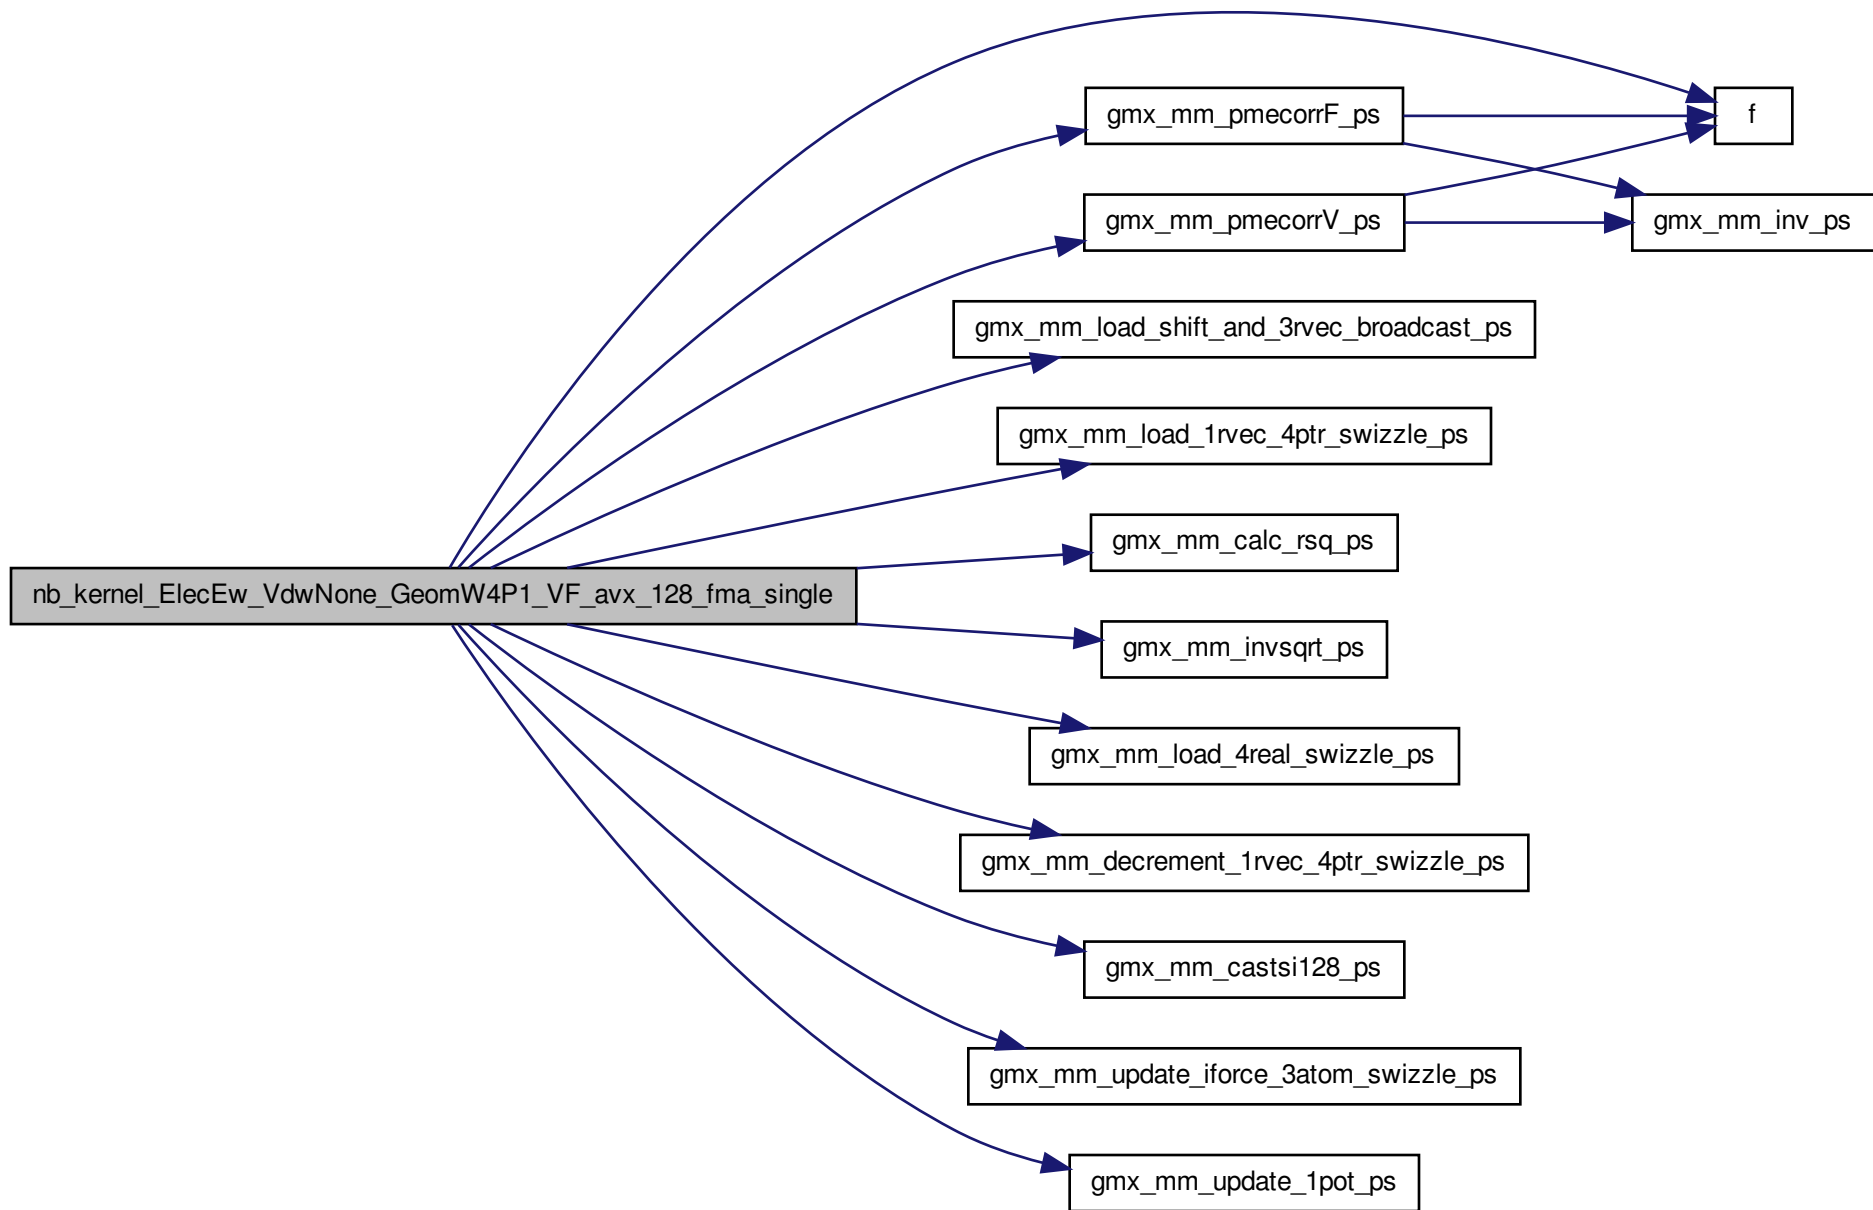 gmx_mm_pmecorrF_ps
f
gmx_mm_pmecorrV_ps
gmx_mm_inv_ps
gmx_mm_load_shift_and_3rvec_broadcast_ps
gmx_mm_load_1rvec_4ptr_swizzle_ps
gmx_mm_calc_rsq_ps
nb_kernel_ElecEw_VdwNone_GeomW4P1_VF_avx_128_fma_single
gmx_mm_invsqrt_ps
gmx_mm_load_4real_swizzle_ps
gmx_mm_decrement_1rvec_4ptr_swizzle_ps
gmx_mm_castsi128_ps
gmx_mm_update_iforce_3atom_swizzle_ps
gmx_mm_update_1pot_ps